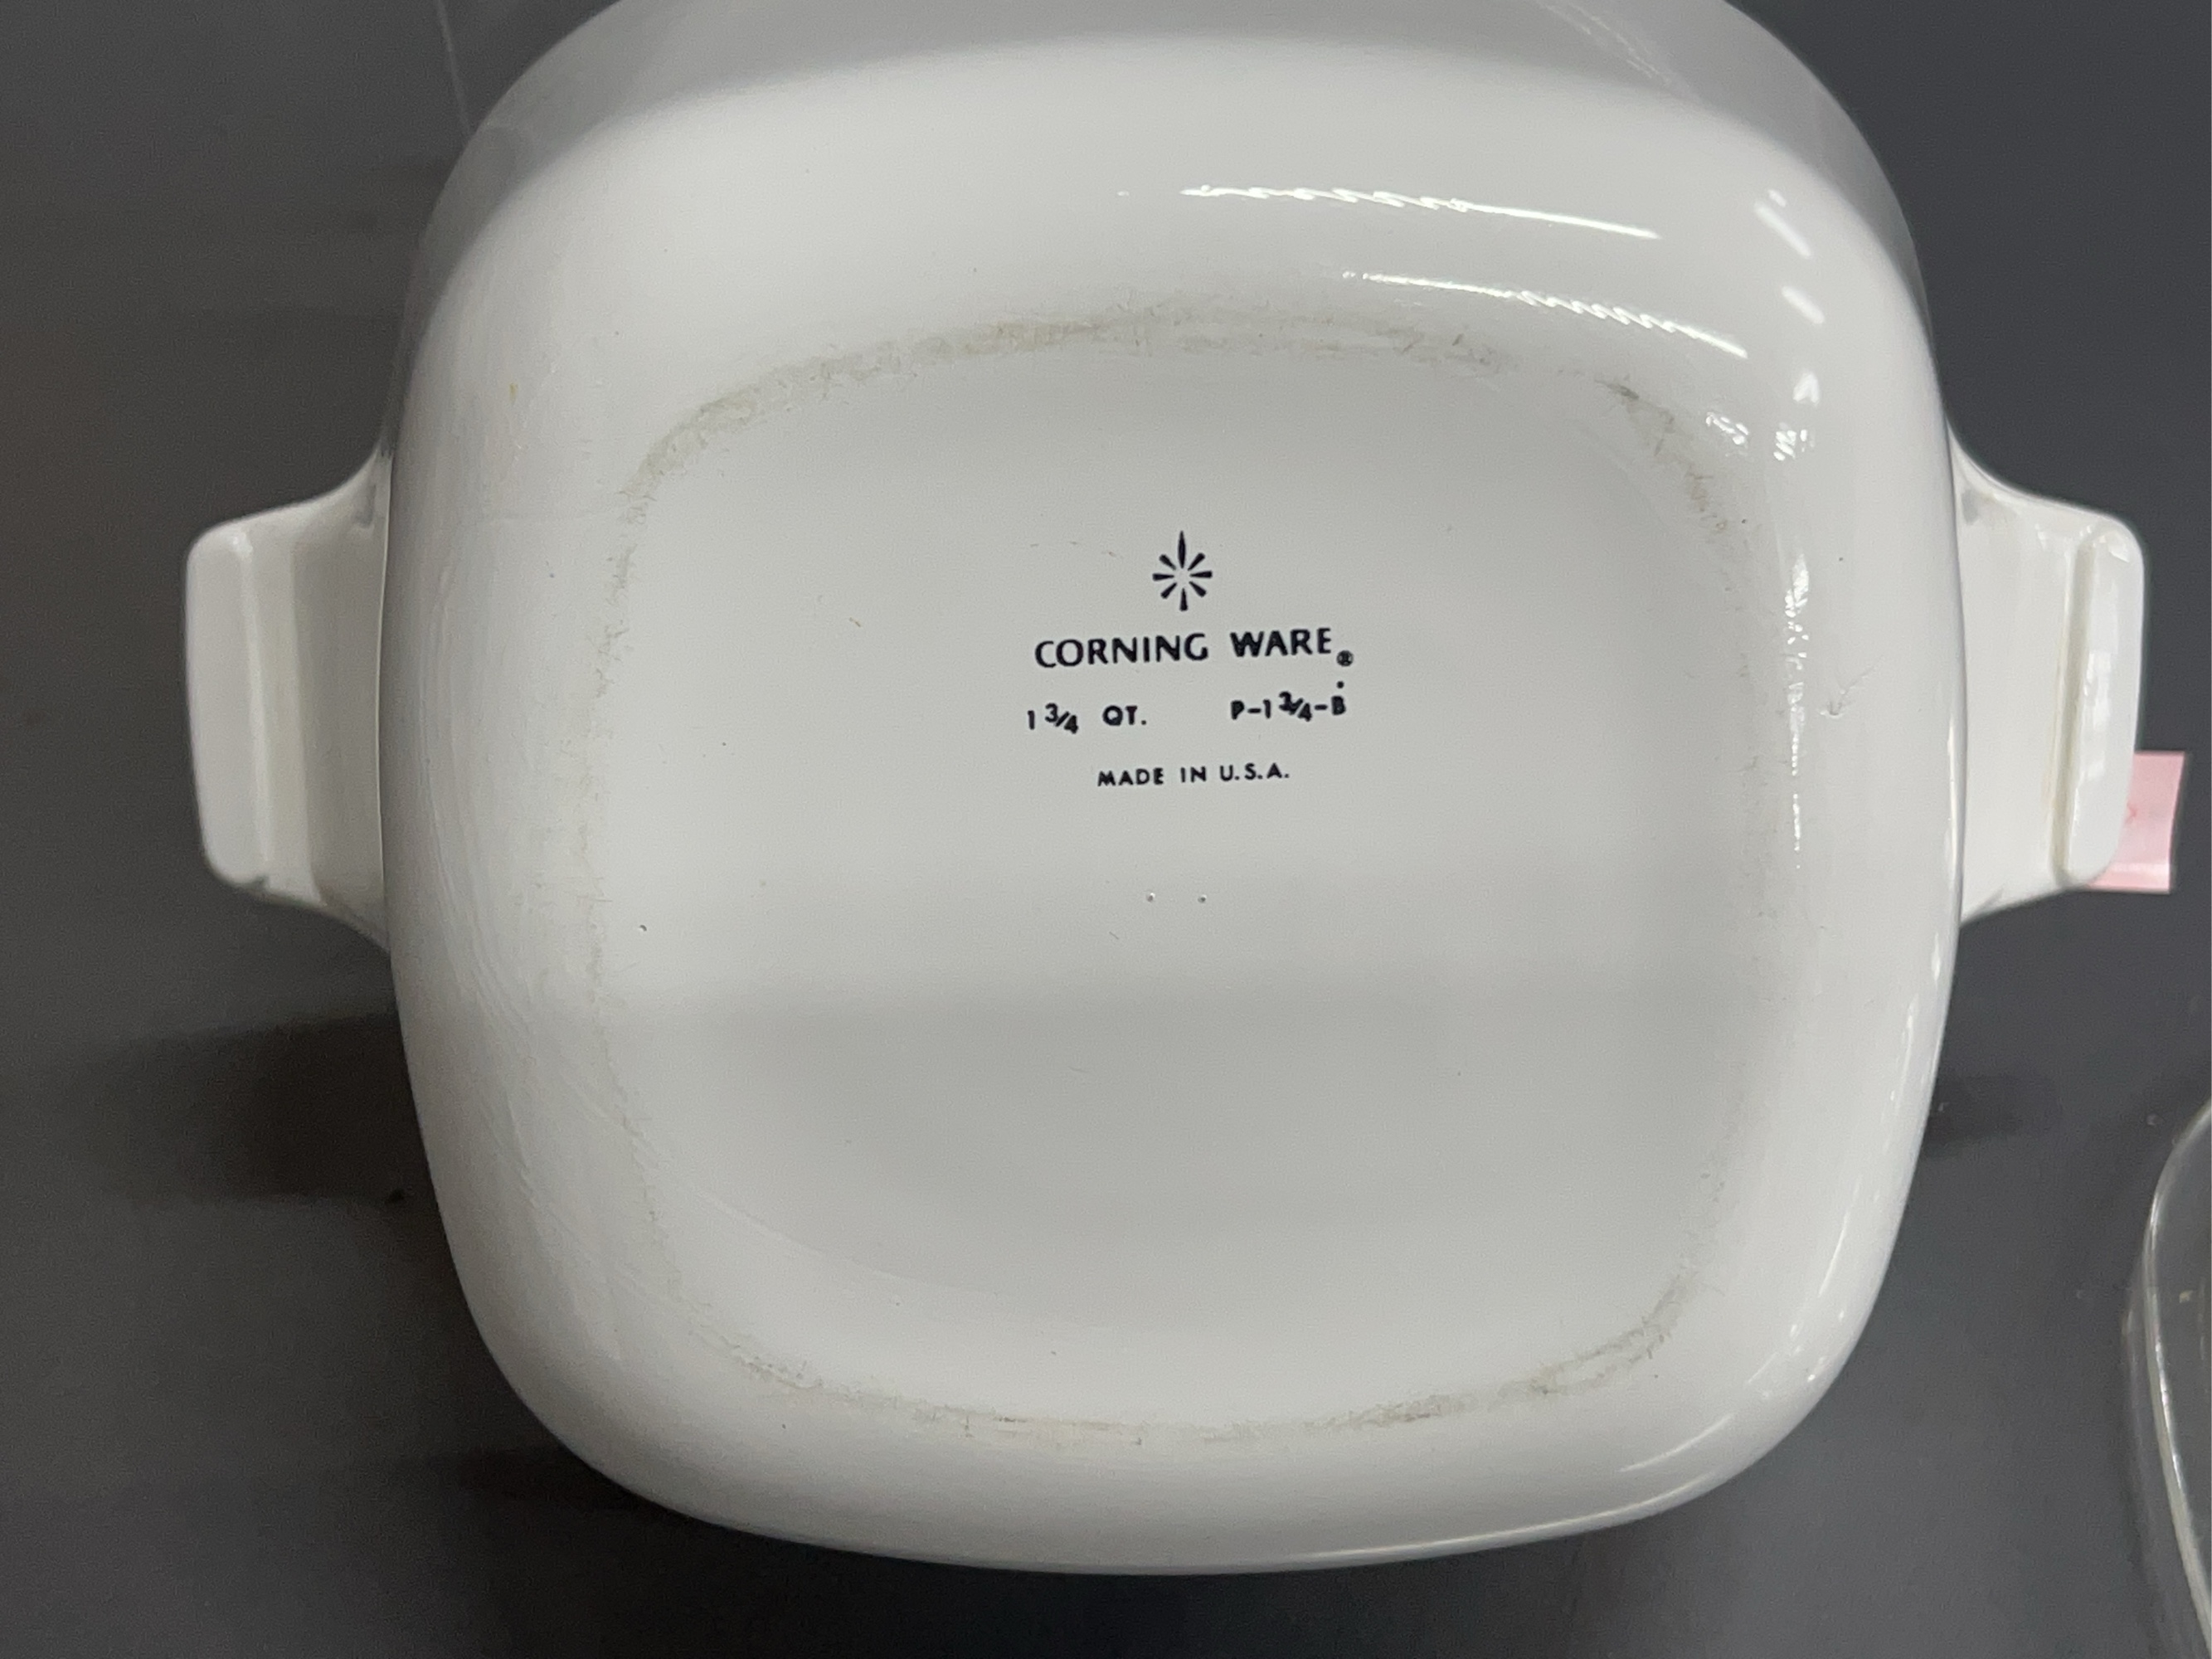 CORNING WARE®
1 3/4 QT. P-1 3/4-B
MADE IN U.S.A.